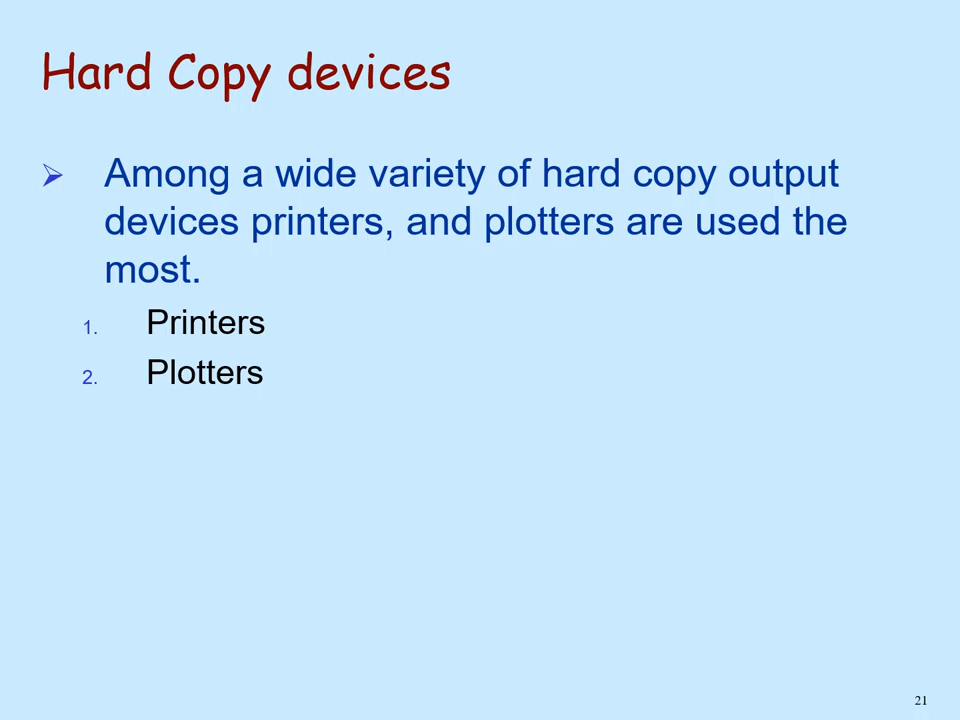 Hard Copy devices
➢ Among a wide variety of hard copy output
devices printers, and plotters are used the
most.
1. Printers
2. Plotters
21